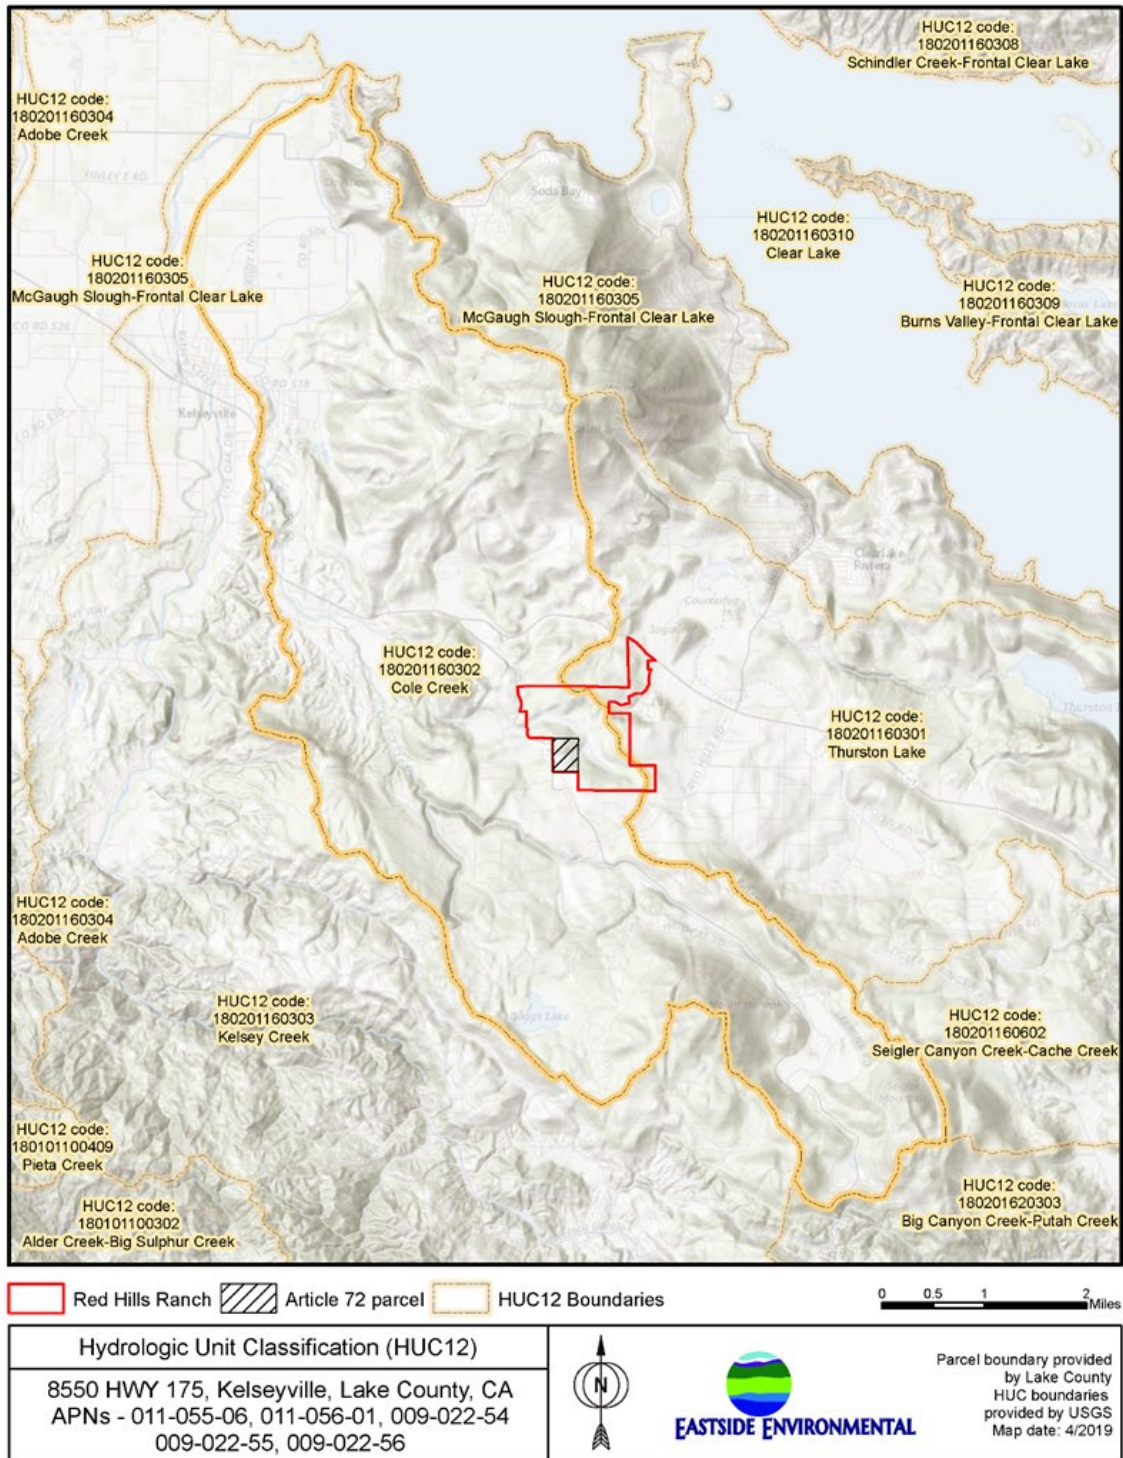 HUC12 code:
180201160308
Schindler Creek-Frontal Clear Lake
HUC12 code:
180201160304
Adobe Creek
FINLEY E RD
Soda Bay
HUC12 code:
180201160310
Clear Lake
HUC12 code:
180201160305
McGaugh Slough-Frontal Clear Lake
HUC12 code:
180201160305
McGaugh Slough-Frontal Clear Lake
HUC12 code:
180201160309
Burns Valley-Frontal Clear Lake
CO RD 526
Kelseyville
Clearlake
Riviera
HUC12 code:
180201160302
Cole Creek
HUC12 code:
180201160301
Thurston Lake
Thurston
HUC12 code:
180201160304
Adobe Creek
HUC12 code:
180201160303
Kelsey Creek
Boggs Lake
HUC12 code:
180201160602
Seigler Canyon Creek-Cache Creek
HUC12 code:
180101100409
Pieta Creek
HUC12 code:
180101100302
Alder Creek-Big Sulphur Creek
HUC12 code:
180201620303
Big Canyon Creek-Putah Creek
Red Hills Ranch
Article 72 parcel
HUC12 Boundaries
0 0.5 1 2
Miles
Hydrologic Unit Classification (HUC12)
8550 HWY 175, Kelseyville, Lake County, CA
APNs - 011-055-06, 011-056-01, 009-022-54
009-022-55, 009-022-56
N
EASTSIDE ENVIRONMENTAL
Parcel boundary provided
by Lake County
HUC boundaries
provided by USGS
Map date: 4/2019